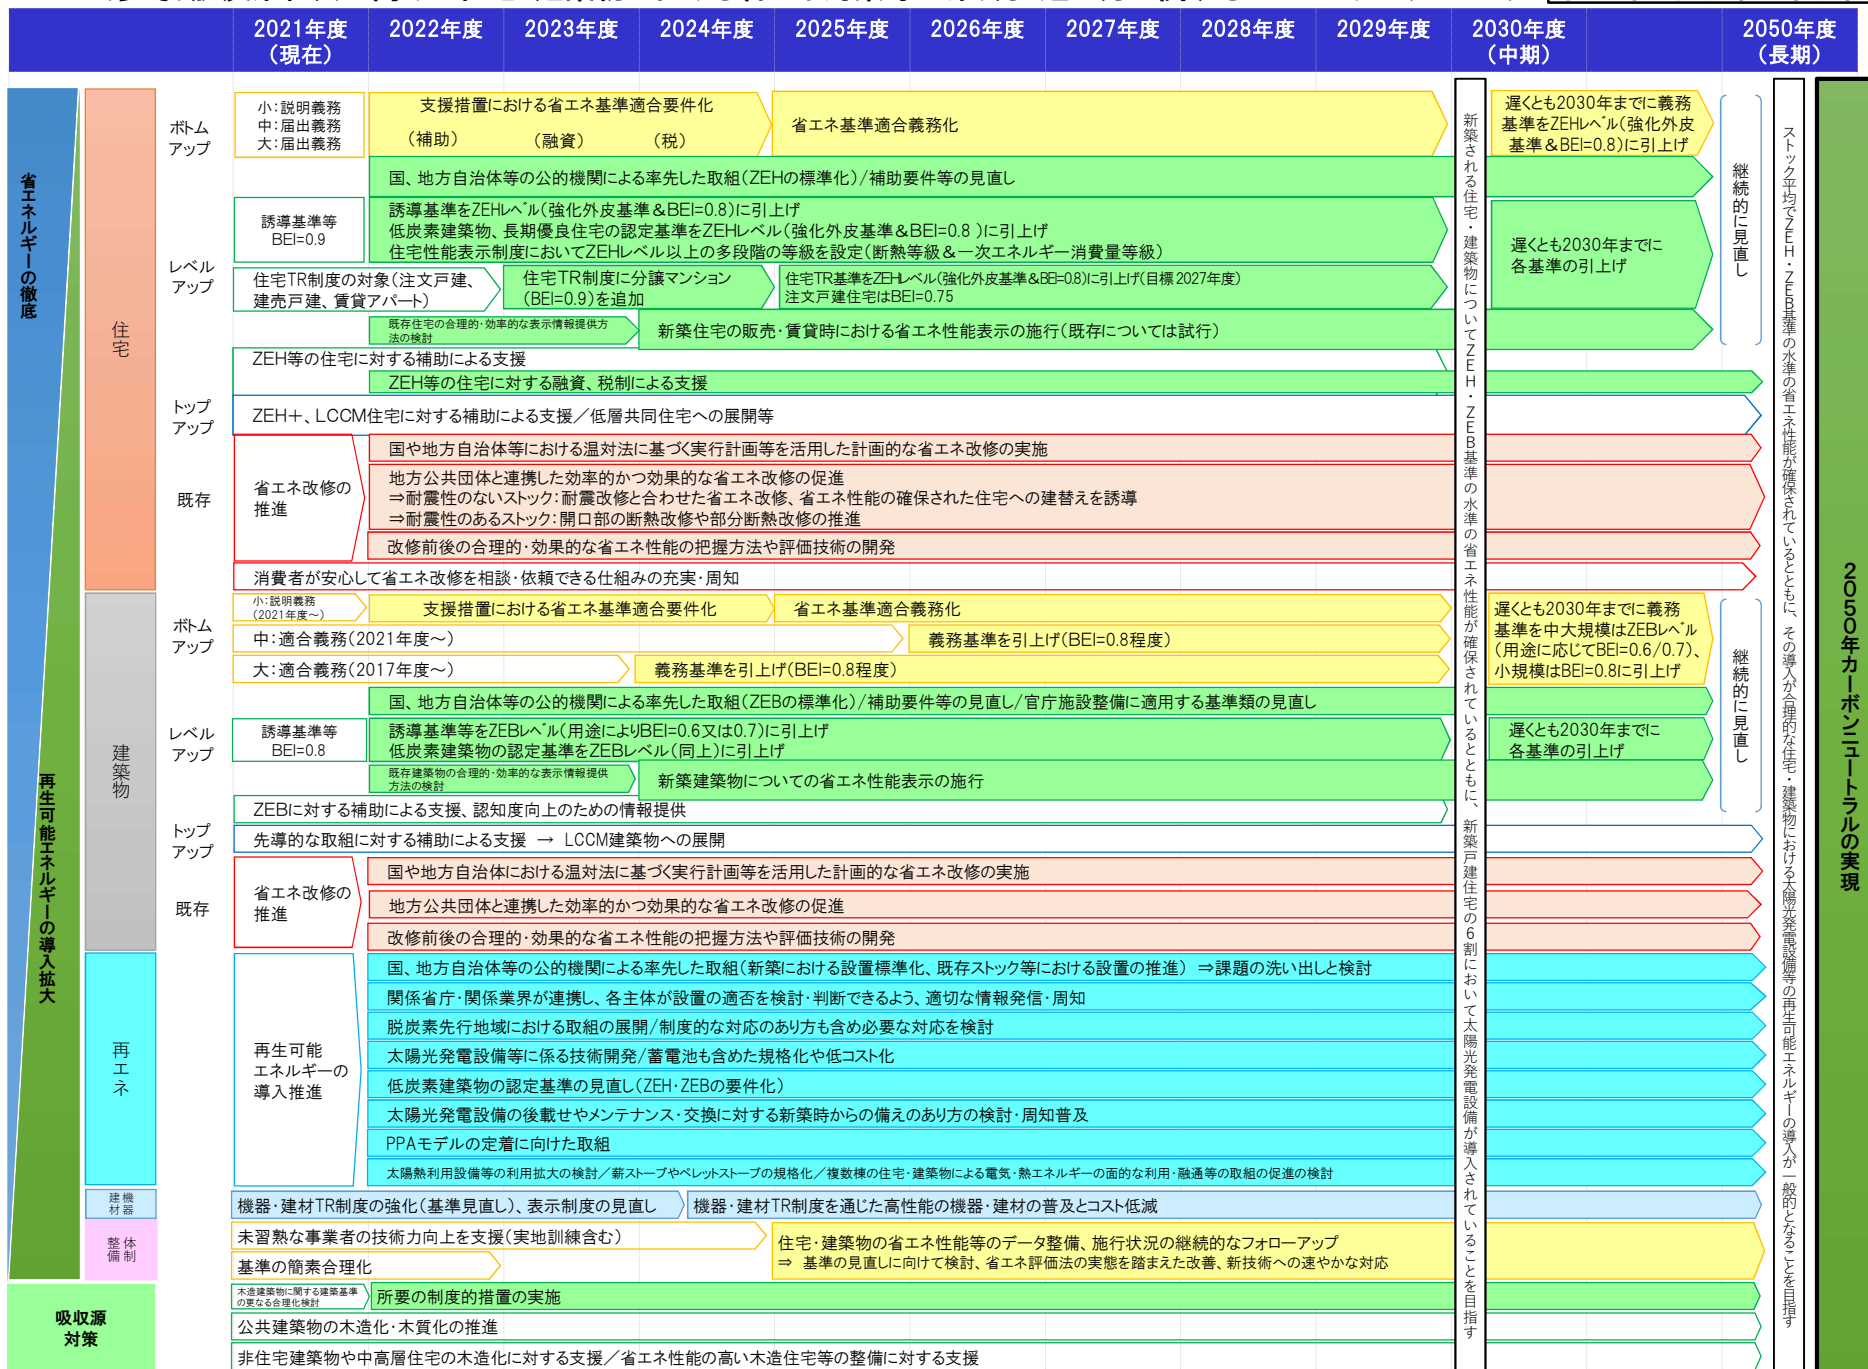 2021年度
(現在)
2022年度
2023年度
2024年度
2025年度
2026年度
2027年度
2028年度
2029年度
2030年度
(中期)
2050年度
(長期)
省エネルギーの徹底
再生可能エネルギーの導入拡大
住宅
ボトム
アップ
小：説明義務
中：届出義務
大：届出義務
支援措置における省エネ基準適合要件化
(補助)　(融資)　(税)
省エネ基準適合義務化
遅くとも2030年までに義務
基準をZEHレベル(強化外皮
基準＆BEI=0.8)に引上げ
国、地方自治体等の公的機関による率先した取組(ZEHの標準化)/補助要件等の見直し
レベル
アップ
誘導基準等
BEI=0.9
誘導基準をZEHレベル(強化外皮基準＆BEI=0.8)に引上げ
低炭素建築物、長期優良住宅の認定基準をZEHレベル(強化外皮基準＆BEI=0.8 )に引上げ
住宅性能表示制度においてZEHレベル以上の多段階の等級を設定(断熱等級＆一次エネルギー消費量等級)
遅くとも2030年までに
各基準の引上げ
継続的に見直し
住宅TR制度の対象(注文戸建、
建売戸建、賃貸アパート)
住宅TR制度に分譲マンション
(BEI=0.9)を追加
住宅TR基準をZEHレベル(強化外皮基準＆BEI=0.8)に引上げ(目標2027年度)
注文戸建住宅はBEI=0.75
既存住宅の合理的・効率的な表示情報提供方
法の検討
新築住宅の販売・賃貸時における省エネ性能表示の施行(既存については試行)
ZEH等の住宅に対する補助による支援
ZEH等の住宅に対する融資、税制による支援
トップ
アップ
ZEH＋、LCCM住宅に対する補助による支援／低層共同住宅への展開等
既存
省エネ改修の
推進
国や地方自治体等における温対法に基づく実行計画等を活用した計画的な省エネ改修の実施
地方公共団体と連携した効率的かつ効果的な省エネ改修の促進
⇒耐震性のないストック：耐震改修と合わせた省エネ改修、省エネ性能の確保された住宅への建替えを誘導
⇒耐震性のあるストック：開口部の断熱改修や部分断熱改修の推進
改修前後の合理的・効果的な省エネ性能の把握方法や評価技術の開発
消費者が安心して省エネ改修を相談・依頼できる仕組みの充実・周知
建築物
ボトム
アップ
小：説明義務
(2021年度～)
支援措置における省エネ基準適合要件化
省エネ基準適合義務化
中：適合義務(2021年度～)
義務基準を引上げ(BEI=0.8程度)
大：適合義務(2017年度～)
義務基準を引上げ(BEI=0.8程度)
遅くとも2030年までに義務
基準を中大規模はZEBレベル
(用途に応じてBEI=0.6/0.7)、
小規模はBEI=0.8に引上げ
国、地方自治体等の公的機関による率先した取組(ZEBの標準化)/補助要件等の見直し/官庁施設整備に適用する基準類の見直し
レベル
アップ
誘導基準等
BEI=0.8
誘導基準等をZEBレベル(用途によりBEI=0.6又は0.7)に引上げ
低炭素建築物の認定基準をZEBレベル(同上)に引上げ
遅くとも2030年までに
各基準の引上げ
継続的に見直し
既存建築物の合理的・効率的な表示情報提供
方法の検討
新築建築物についての省エネ性能表示の施行
ZEBに対する補助による支援、認知度向上のための情報提供
トップ
アップ
先導的な取組に対する補助による支援 → LCCM建築物への展開
既存
省エネ改修の
推進
国や地方自治体における温対法に基づく実行計画等を活用した計画的な省エネ改修の実施
地方公共団体と連携した効率的かつ効果的な省エネ改修の促進
改修前後の合理的・効果的な省エネ性能の把握方法や評価技術の開発
再エネ
再生可能
エネルギーの
導入推進
国、地方自治体等の公的機関による率先した取組(新築における設置標準化、既存ストック等における設置の推進) ⇒課題の洗い出しと検討
関係省庁・関係業界が連携し、各主体が設置の適否を検討・判断できるよう、適切な情報発信・周知
脱炭素先行地域における取組の展開/制度的な対応のあり方も含め必要な対応を検討
太陽光発電設備等に係る技術開発/蓄電池も含めた規格化や低コスト化
低炭素建築物の認定基準の見直し(ZEH・ZEBの要件化)
太陽光発電設備の後載せやメンテナンス・交換に対する新築時からの備えのあり方の検討・周知普及
PPAモデルの定着に向けた取組
太陽熱利用設備等の利用拡大の検討／薪ストーブやペレットストーブの規格化／複数棟の住宅・建築物による電気・熱エネルギーの面的な利用・融通等の取組の促進の検討
機器
建材
機器・建材TR制度の強化(基準見直し)、表示制度の見直し
機器・建材TR制度を通じた高性能の機器・建材の普及とコスト低減
体制
整備
未習熟な事業者の技術力向上を支援(実地訓練含む)
基準の簡素合理化
住宅・建築物の省エネ性能等のデータ整備、施行状況の継続的なフォローアップ
⇒ 基準の見直しに向けて検討、省エネ評価法の実態を踏まえた改善、新技術への速やかな対応
吸収源
対策
木造建築物に関する建築基準
の更なる合理化検討
所要の制度的措置の実施
公共建築物の木造化・木質化の推進
非住宅建築物や中高層住宅の木造化に対する支援／省エネ性能の高い木造住宅等の整備に対する支援
新築される住宅・建築物についてZEH・ZEB基準の水準の省エネ性能が確保されているとともに、新築戸建住宅の6割において太陽光発電設備が導入されていることを目指す
ストック平均でZEH・ZEB基準の水準の省エネ性能が確保されているとともに、その導入が合理的な住宅・建築物における太陽光発電設備等の再生可能エネルギーの導入が一般的となることを目指す
2050年カーボンニュートラルの実現